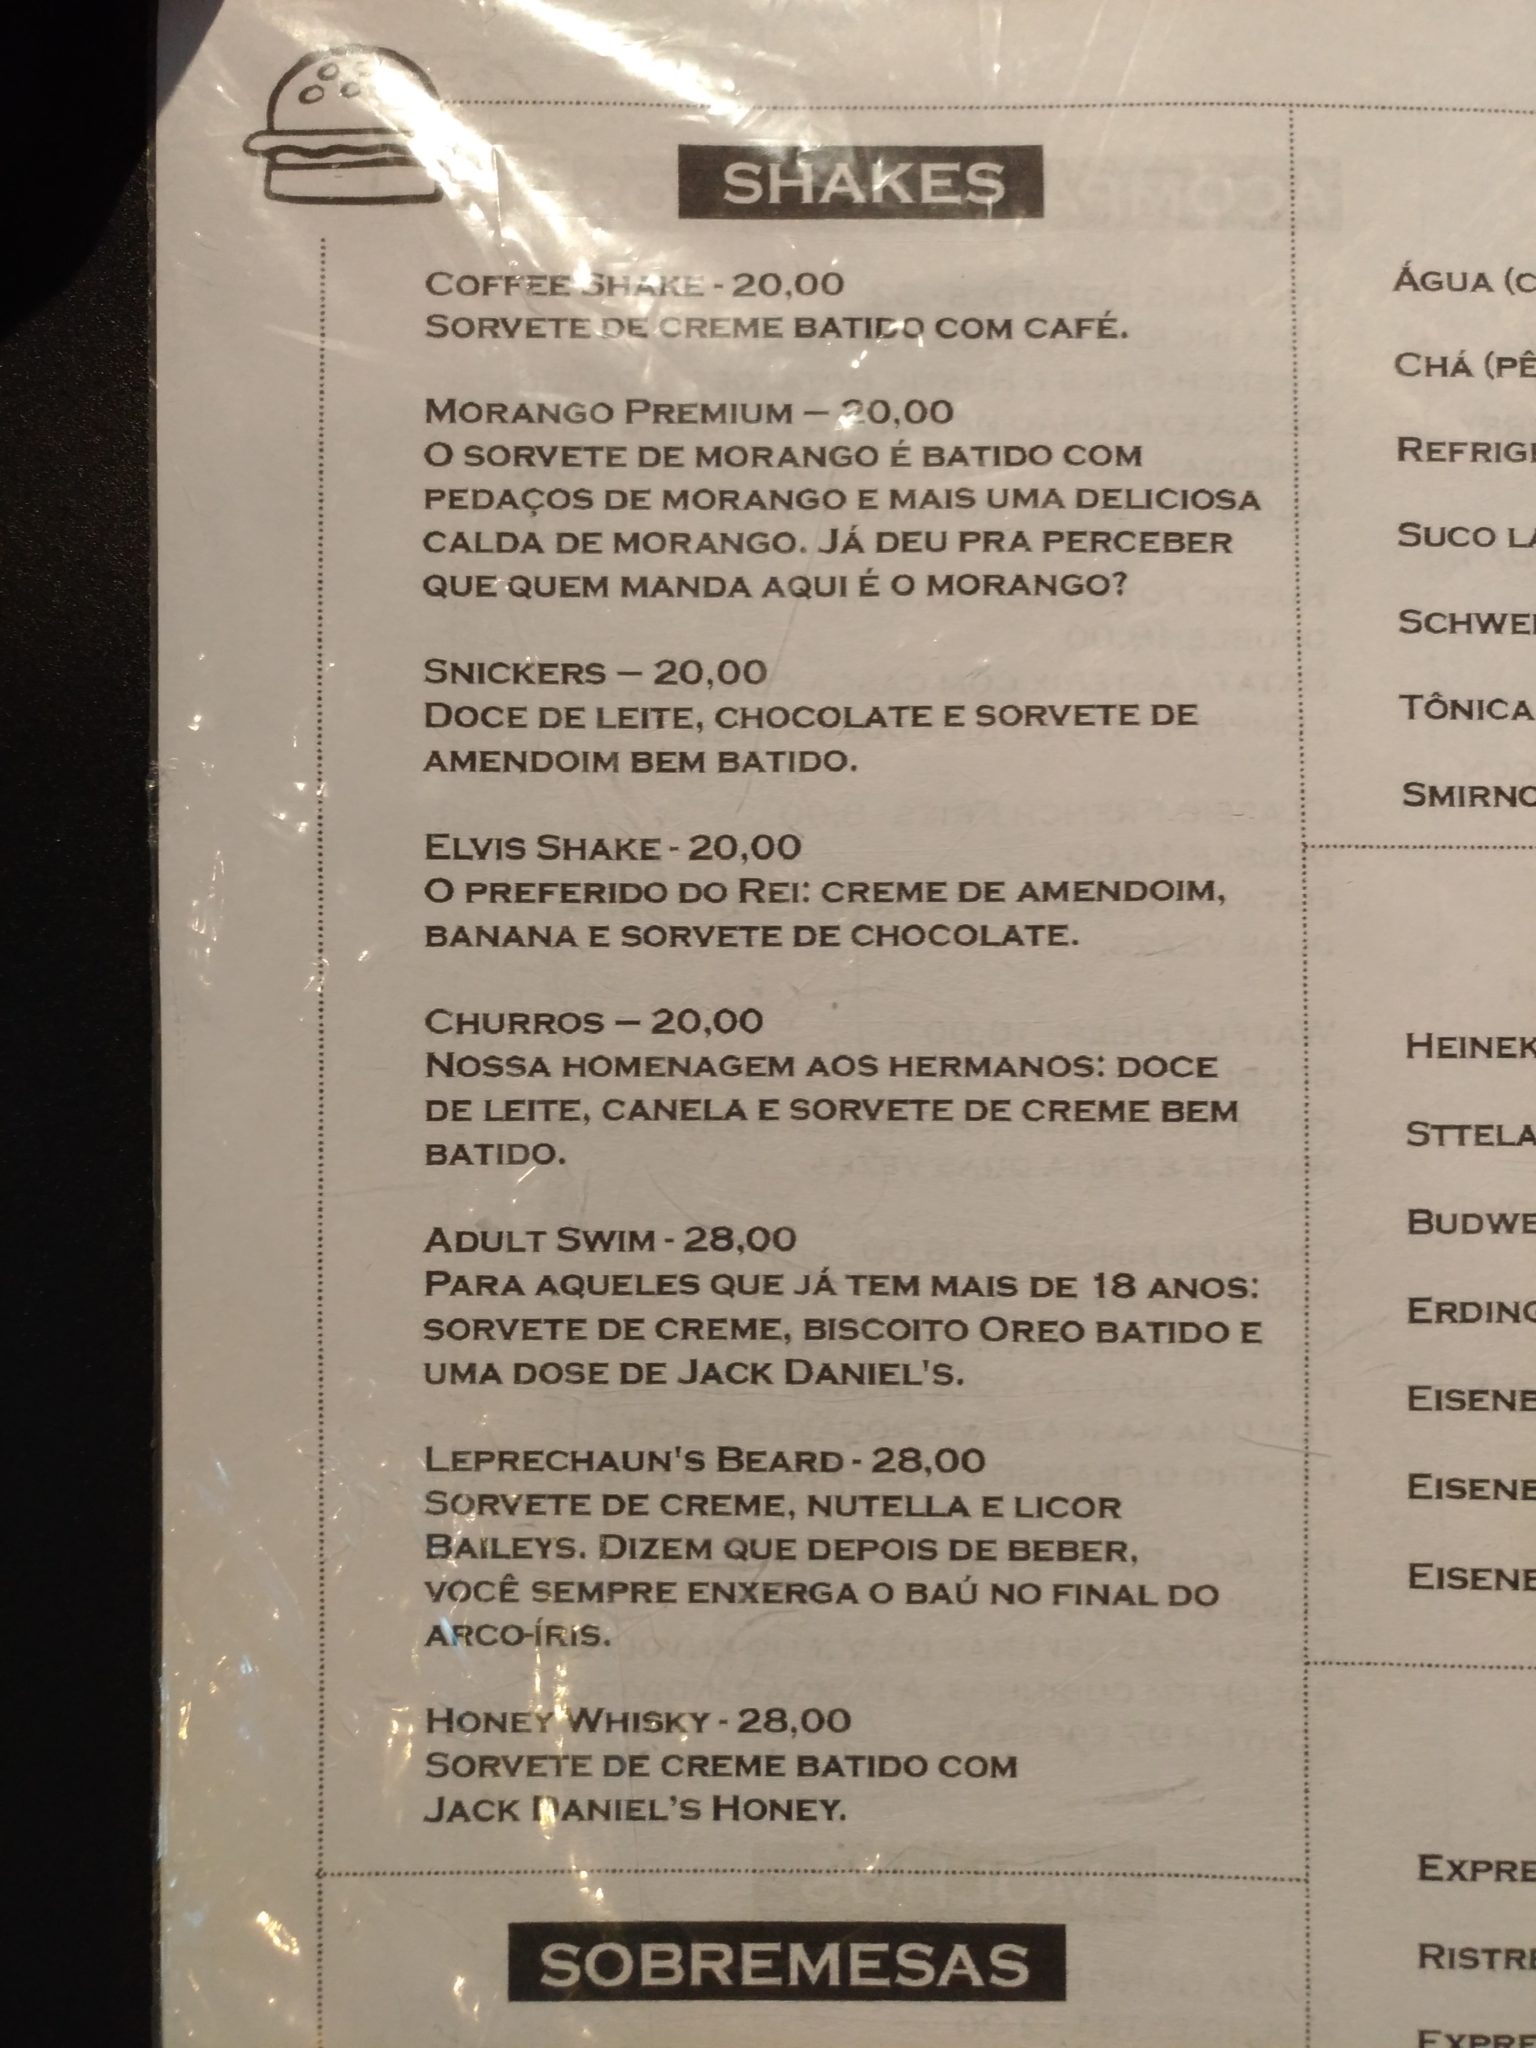 SHAKES
COFFEE SHAKE - 20,00
SORVETE DE CREME BATIDO COM CAFÉ.
MORANGO PREMIUM – 20,00
O SORVETE DE MORANGO É BATIDO COM
PEDAÇOS DE MORANGO E MAIS UMA DELICIOSA
CALDA DE MORANGO. JÁ DEU PRA PERCEBER
QUE QUEM MANDA AQUI É O MORANGO?
SNICKERS – 20,00
DOCE DE LEITE, CHOCOLATE E SORVETE DE
AMENDOIM BEM BATIDO.
ELVIS SHAKE - 20,00
O PREFERIDO DO REI: CREME DE AMENDOIM,
BANANA E SORVETE DE CHOCOLATE.
CHURROS – 20,00
NOSSA HOMENAGEM AOS HERMANOS: DOCE
DE LEITE, CANELA E SORVETE DE CREME BEM
BATIDO.
ADULT SWIM - 28,00
PARA AQUELES QUE JÁ TEM MAIS DE 18 ANOS:
SORVETE DE CREME, BISCOITO OREO BATIDO E
UMA DOSE DE JACK DANIEL'S.
LEPRECHAUN'S BEARD - 28,00
SORVETE DE CREME, NUTELLA E LICOR
BAILEYS. DIZEM QUE DEPOIS DE BEBER,
VOCÊ SEMPRE ENXERGA O BAÚ NO FINAL DO
ARCO-ÍRIS.
HONEY WHISKY - 28,00
SORVETE DE CREME BATIDO COM
JACK DANIEL'S HONEY.
SOBREMESAS
ÁGUA
CHÁ
SUCO
TÔNICA